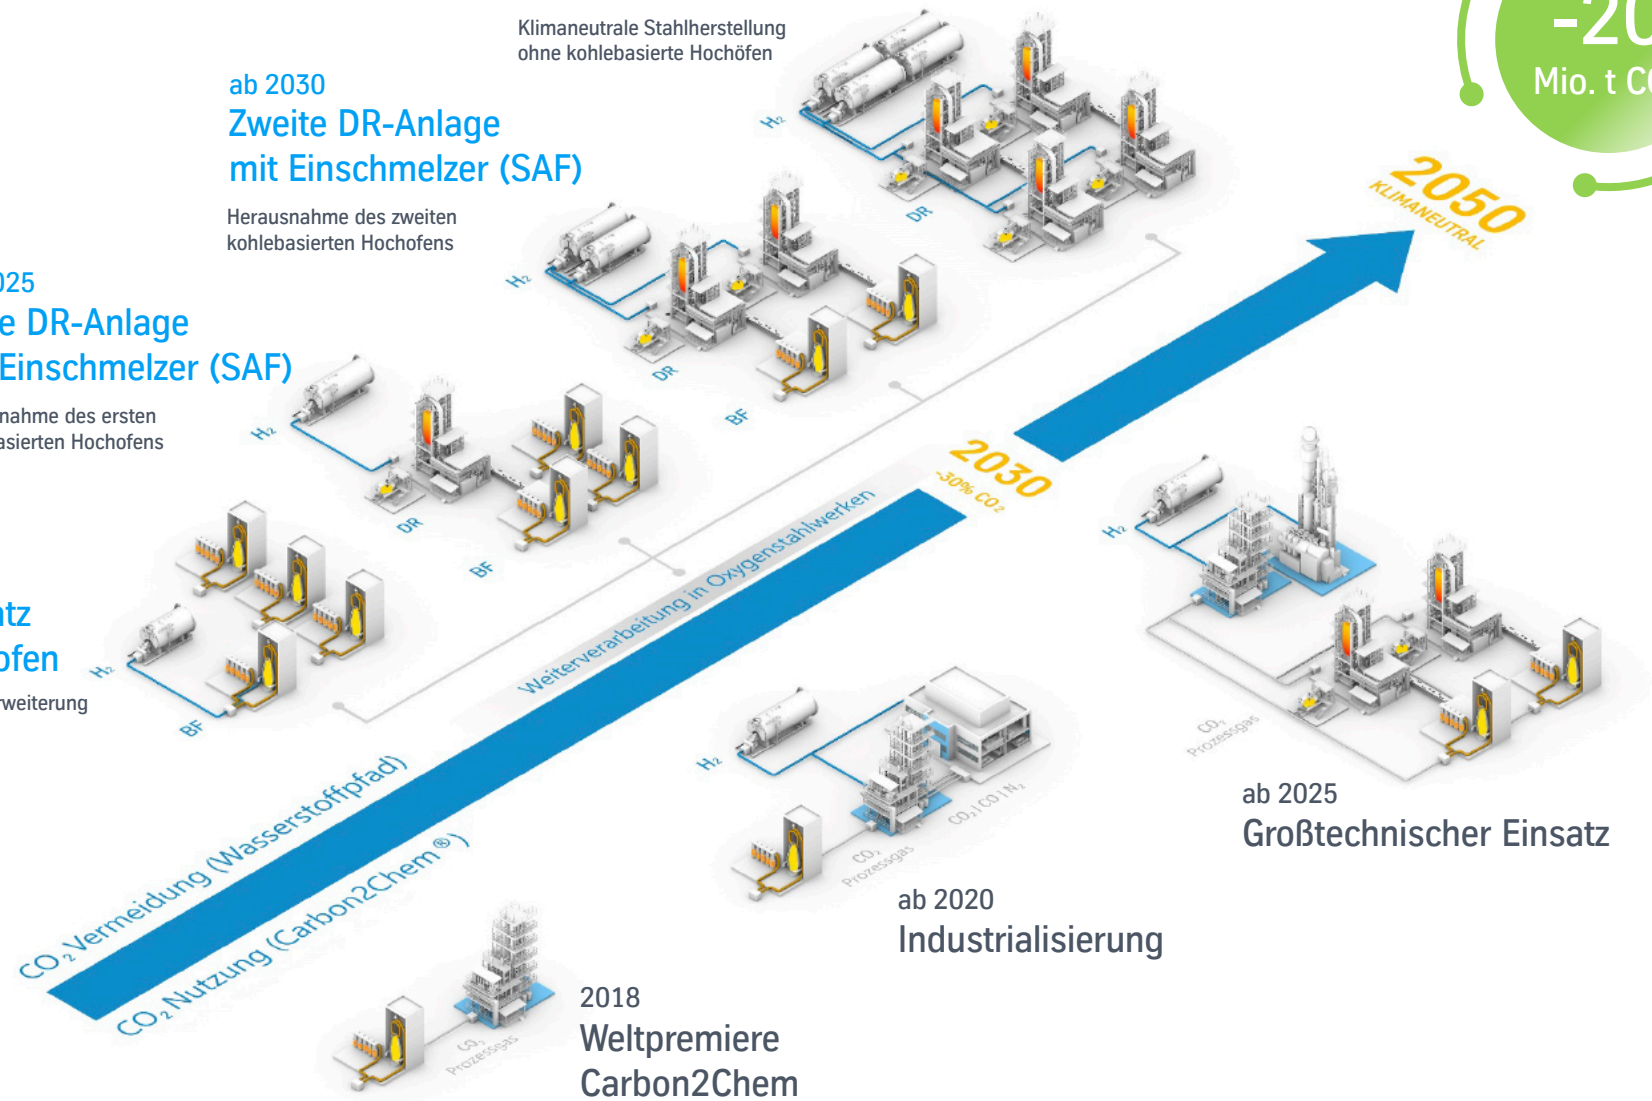 Klimaneutrale Stahlherstellung
ohne kohlebasierte Hochöfen
-20
Mio. t CO
ab 2030
Zweite DR-Anlage
mit Einschmelzer (SAF)
Herausnahme des zweiten
kohlebasierten Hochofens
H₂
DR
2050
KLIMANEUTRAL
025
e DR-Anlage
Einschmelzer (SAF)
nahme des ersten
asierten Hochofens
H₂
DR
BF
H₂
DR
BF
2030
-30% CO₂
tz
ofen
rweiterung
H₂
BF
Weiterverarbeitung in Oxygenstahlwerken
CO₂ Vermeidung (Wasserstoffpfad)
CO₂ Nutzung (Carbon2Chem®)
H₂
CO₂
Prozessgas
ab 2025
Großtechnischer Einsatz
H₂
CO₂ I CO I N₂
CO₂
Prozessgas
ab 2020
Industrialisierung
CO₂
Prozessgas
2018
Weltpremiere
Carbon2Chem